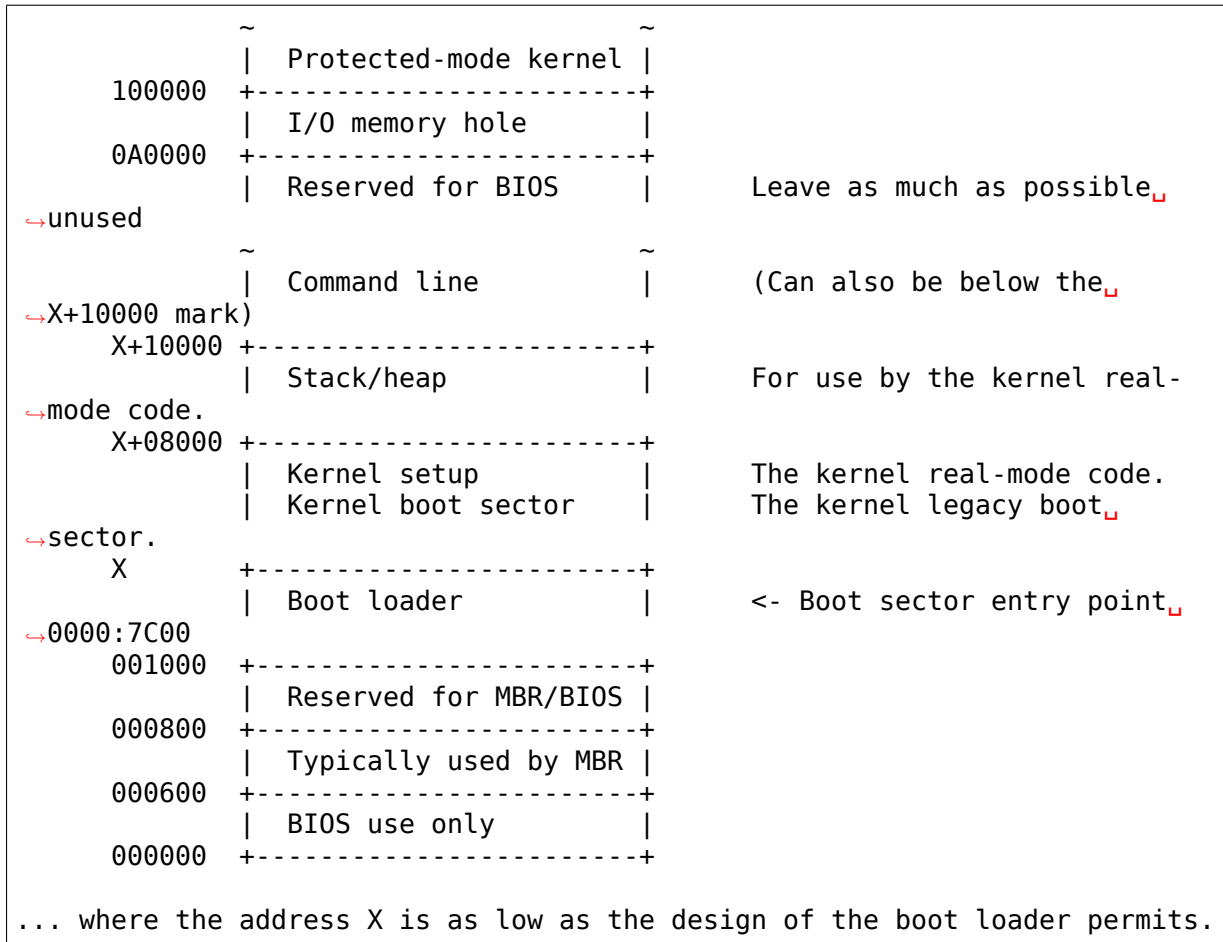 ~                        ~
              |  Protected-mode kernel |
      100000  +------------------------+
              |  I/O memory hole       |
      0A0000  +------------------------+
              |  Reserved for BIOS     |      Leave as much as possible␣
↪unused
              ~                        ~
              |  Command line          |      (Can also be below the␣
↪X+10000 mark)
      X+10000 +------------------------+
              |  Stack/heap            |      For use by the kernel real-
↪mode code.
      X+08000 +------------------------+
              |  Kernel setup          |      The kernel real-mode code.
              |  Kernel boot sector    |      The kernel legacy boot␣
↪sector.
      X       +------------------------+
              |  Boot loader           |      <- Boot sector entry point␣
↪0000:7C00
      001000  +------------------------+
              |  Reserved for MBR/BIOS |
      000800  +------------------------+
              |  Typically used by MBR |
      000600  +------------------------+
              |  BIOS use only         |
      000000  +------------------------+

... where the address X is as low as the design of the boot loader permits.